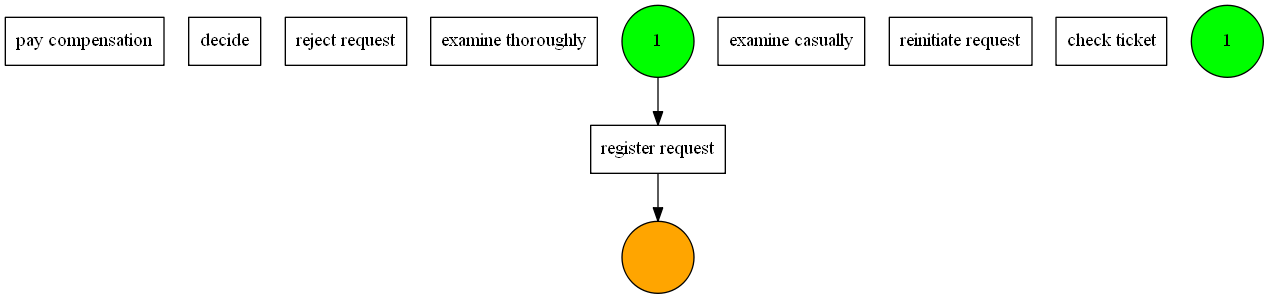 pay compensation
decide
reject request
examine thoroughly
1
examine casually
reinitiate request
check ticket
1
register request